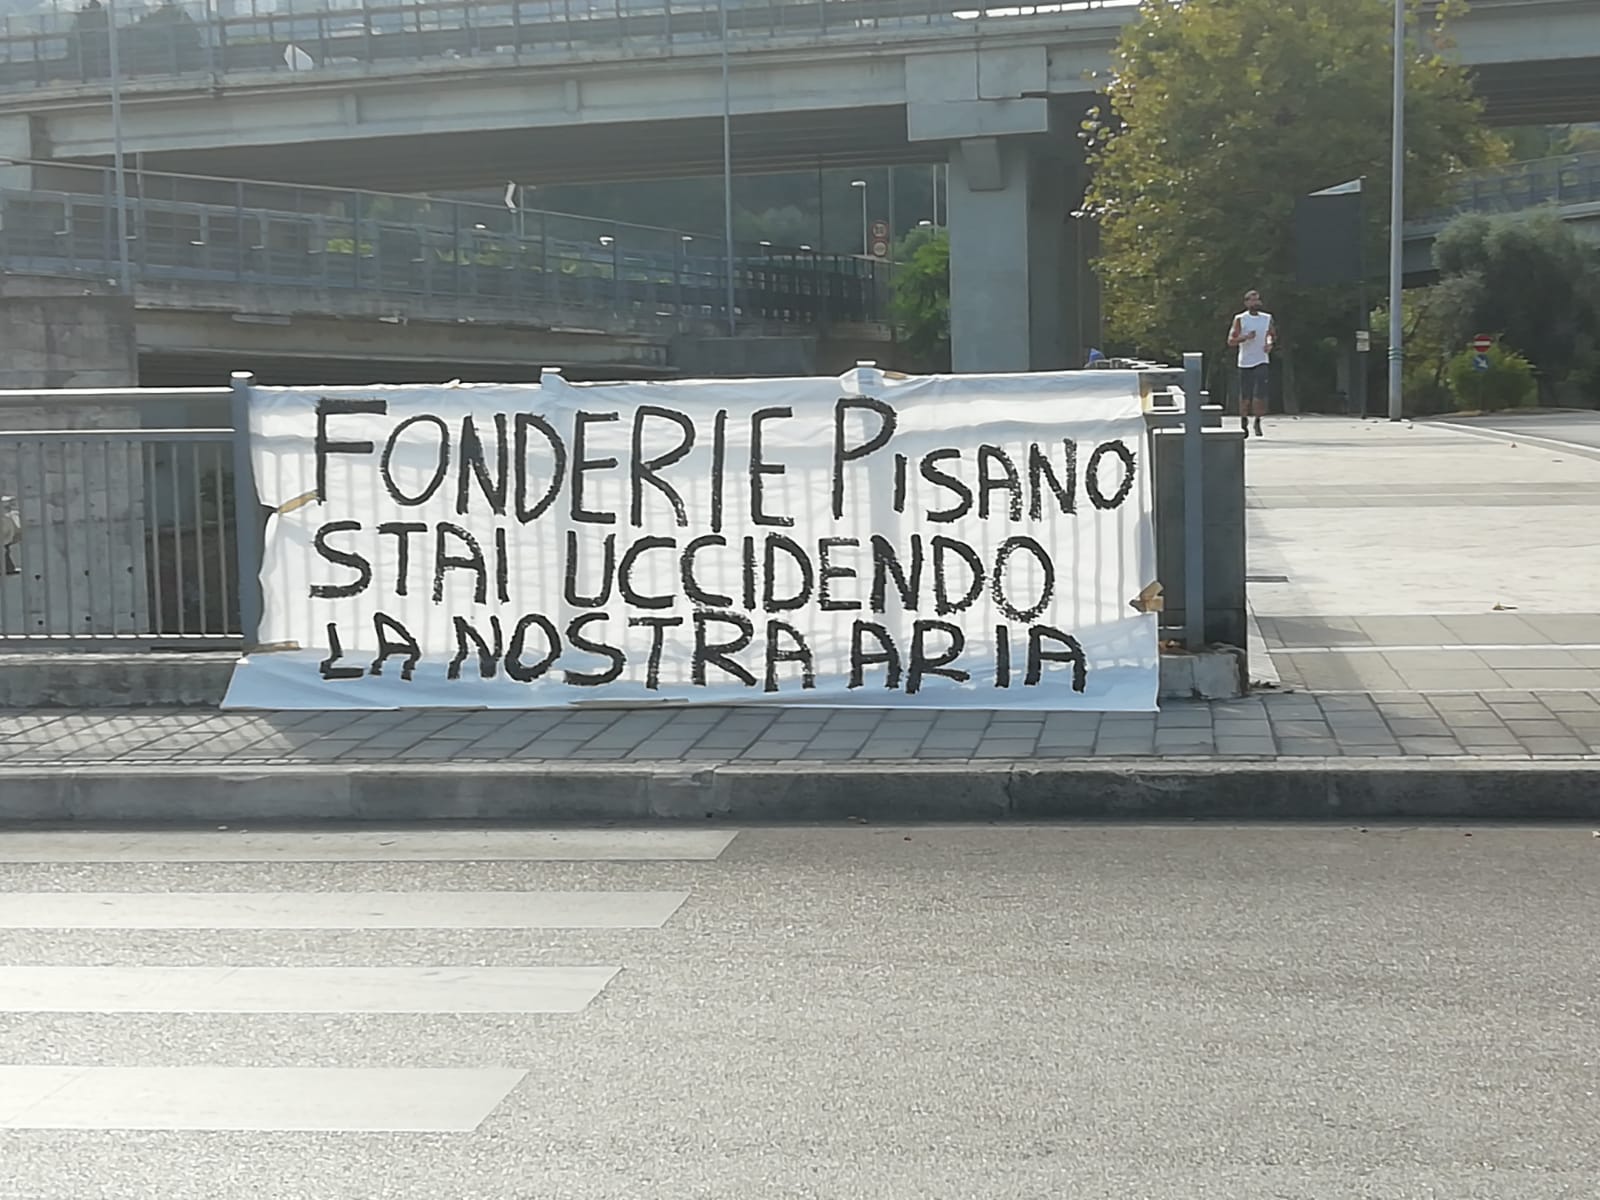 FONDERIE PISANO
STAI UCCIDENDO
LA NOSTRA ARIA